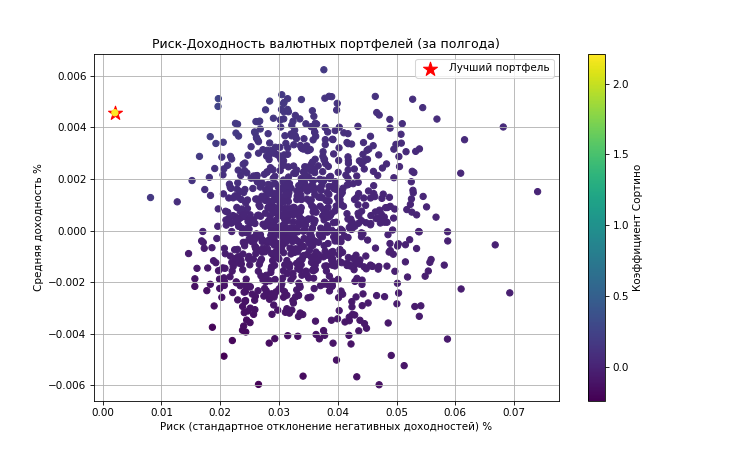 Риск-Доходность валютных портфелей (за полгода)
Лучший портфель
0.006
0.004
0.002
0.000
−0.002
−0.004
−0.006
Средняя доходность %
0.00 0.01 0.02 0.03 0.04 0.05 0.06 0.07
Риск (стандартное отклонение негативных доходностей) %
2.0
1.5
1.0
0.5
0.0
Коэффициент Сортино